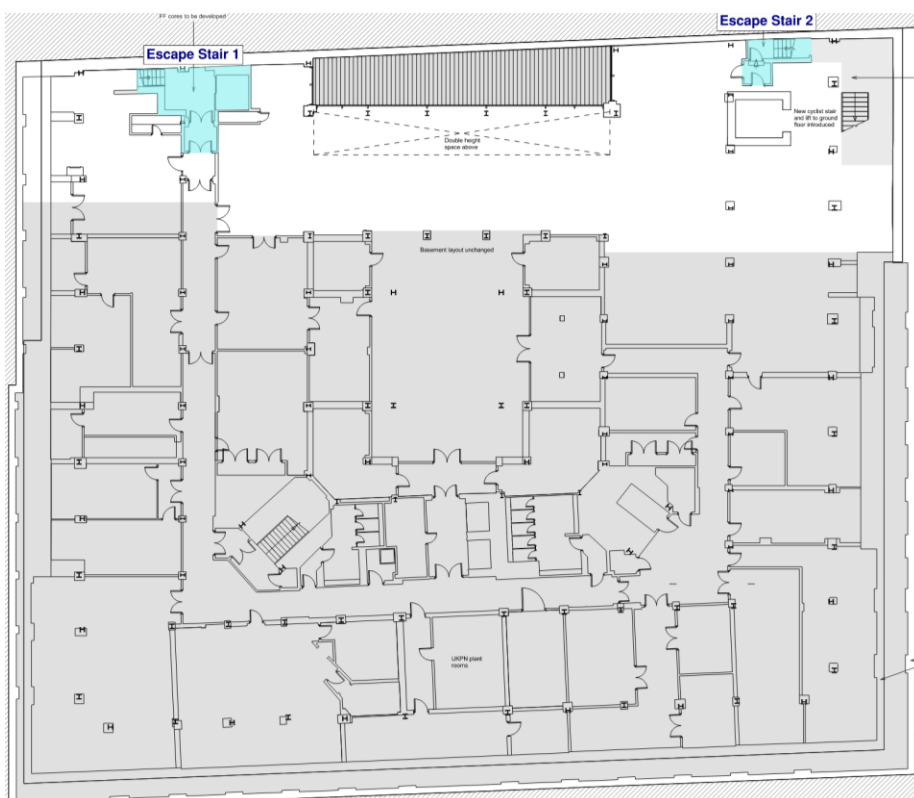 FF cores to be developed
Escape Stair 1
Escape Stair 2
New cyclist stair
and lift to ground
floor introduced
Double height
space above
Basement layout unchanged
UKPN plant
rooms